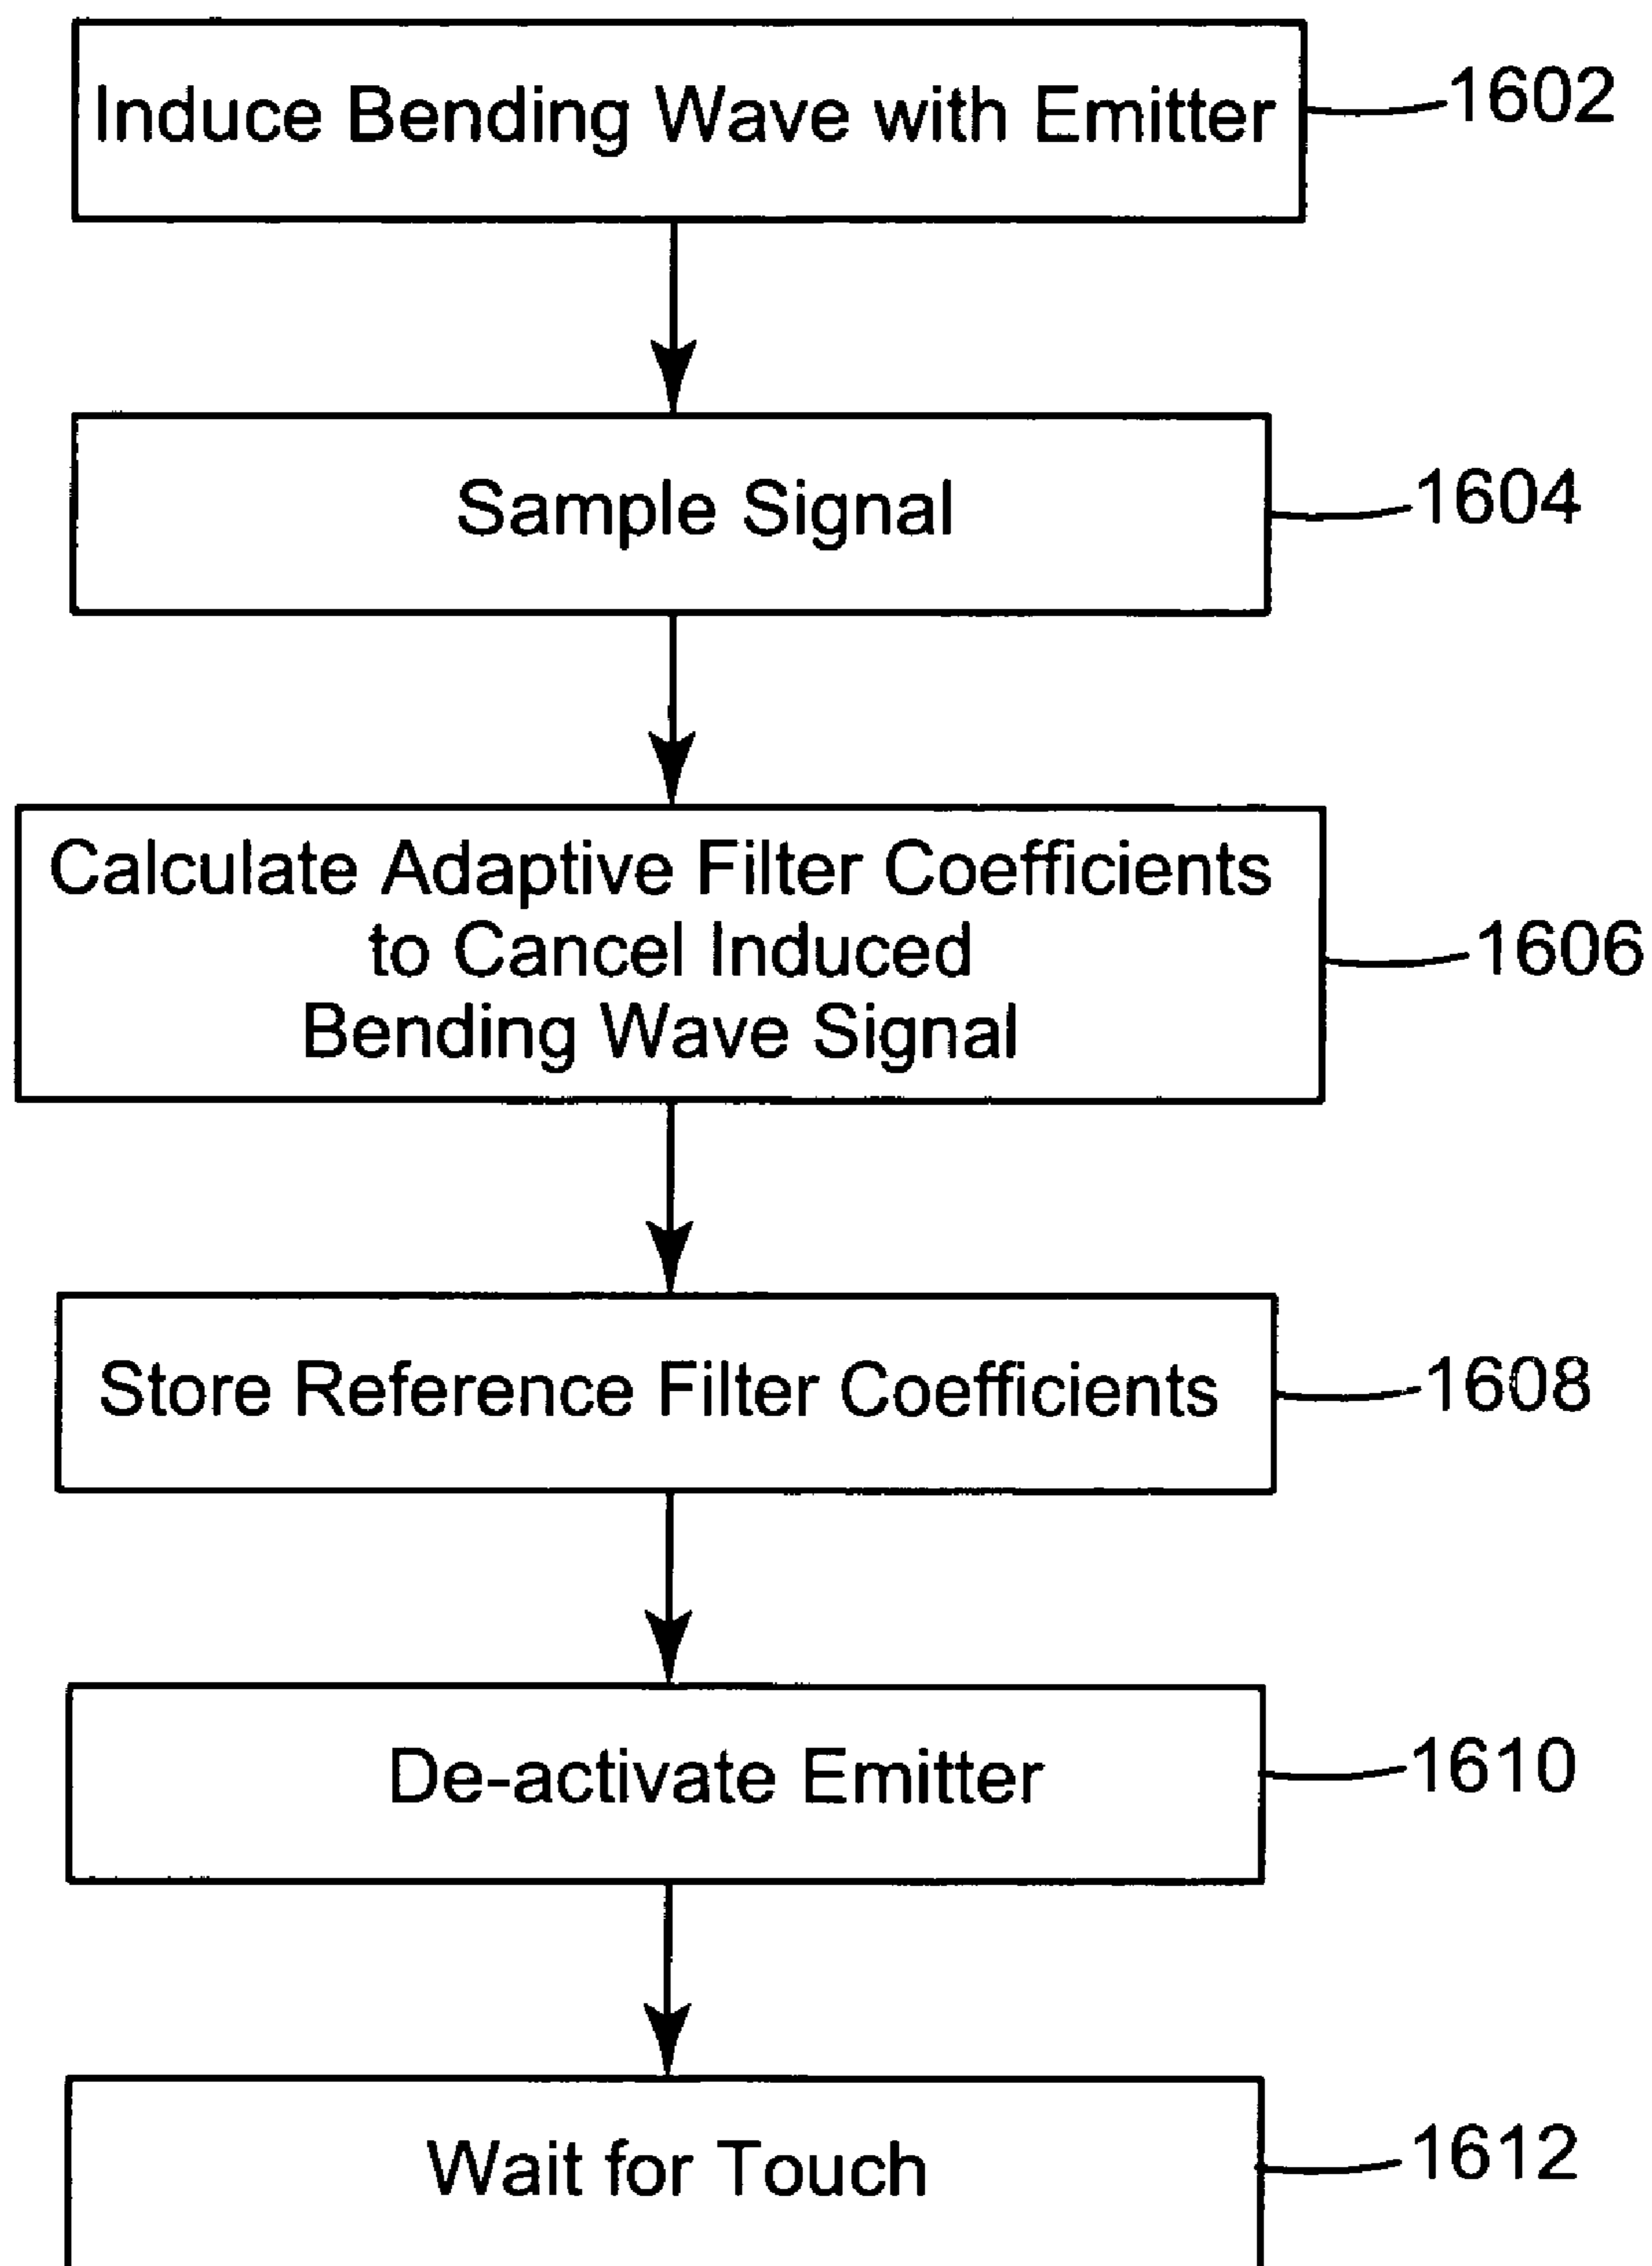 Induce Bending Wave with Emitter
1602
Sample Signal
1604
Calculate Adaptive Filter Coefficients
to Cancel Induced
Bending Wave Signal
1606
Store Reference Filter Coefficients
1608
De-activate Emitter
1610
Wait for Touch
1612